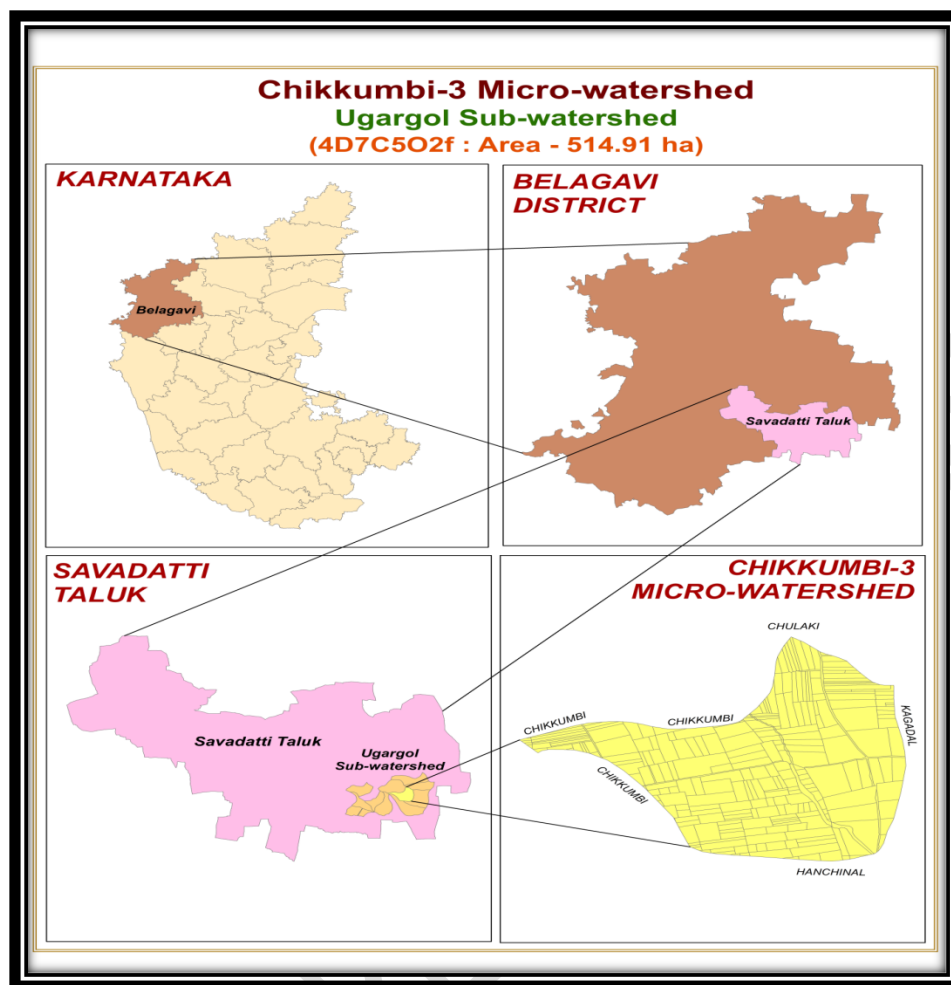 Chikkumbi-3 Micro-watershed
Ugargol Sub-watershed
(4D7C5O2f : Area - 514.91 ha)
KARNATAKA
Belagavi
BELAGAVI
DISTRICT
Savadatti Taluk
SAVADATTI
TALUK
Savadatti Taluk
Ugargol
Sub-watershed
CHIKKUMBI-3
MICRO-WATERSHED
CHULAKI
CHIKKUMBI
CHIKKUMBI
KAGADAL
CHIKKUMBI
HANCHINAL